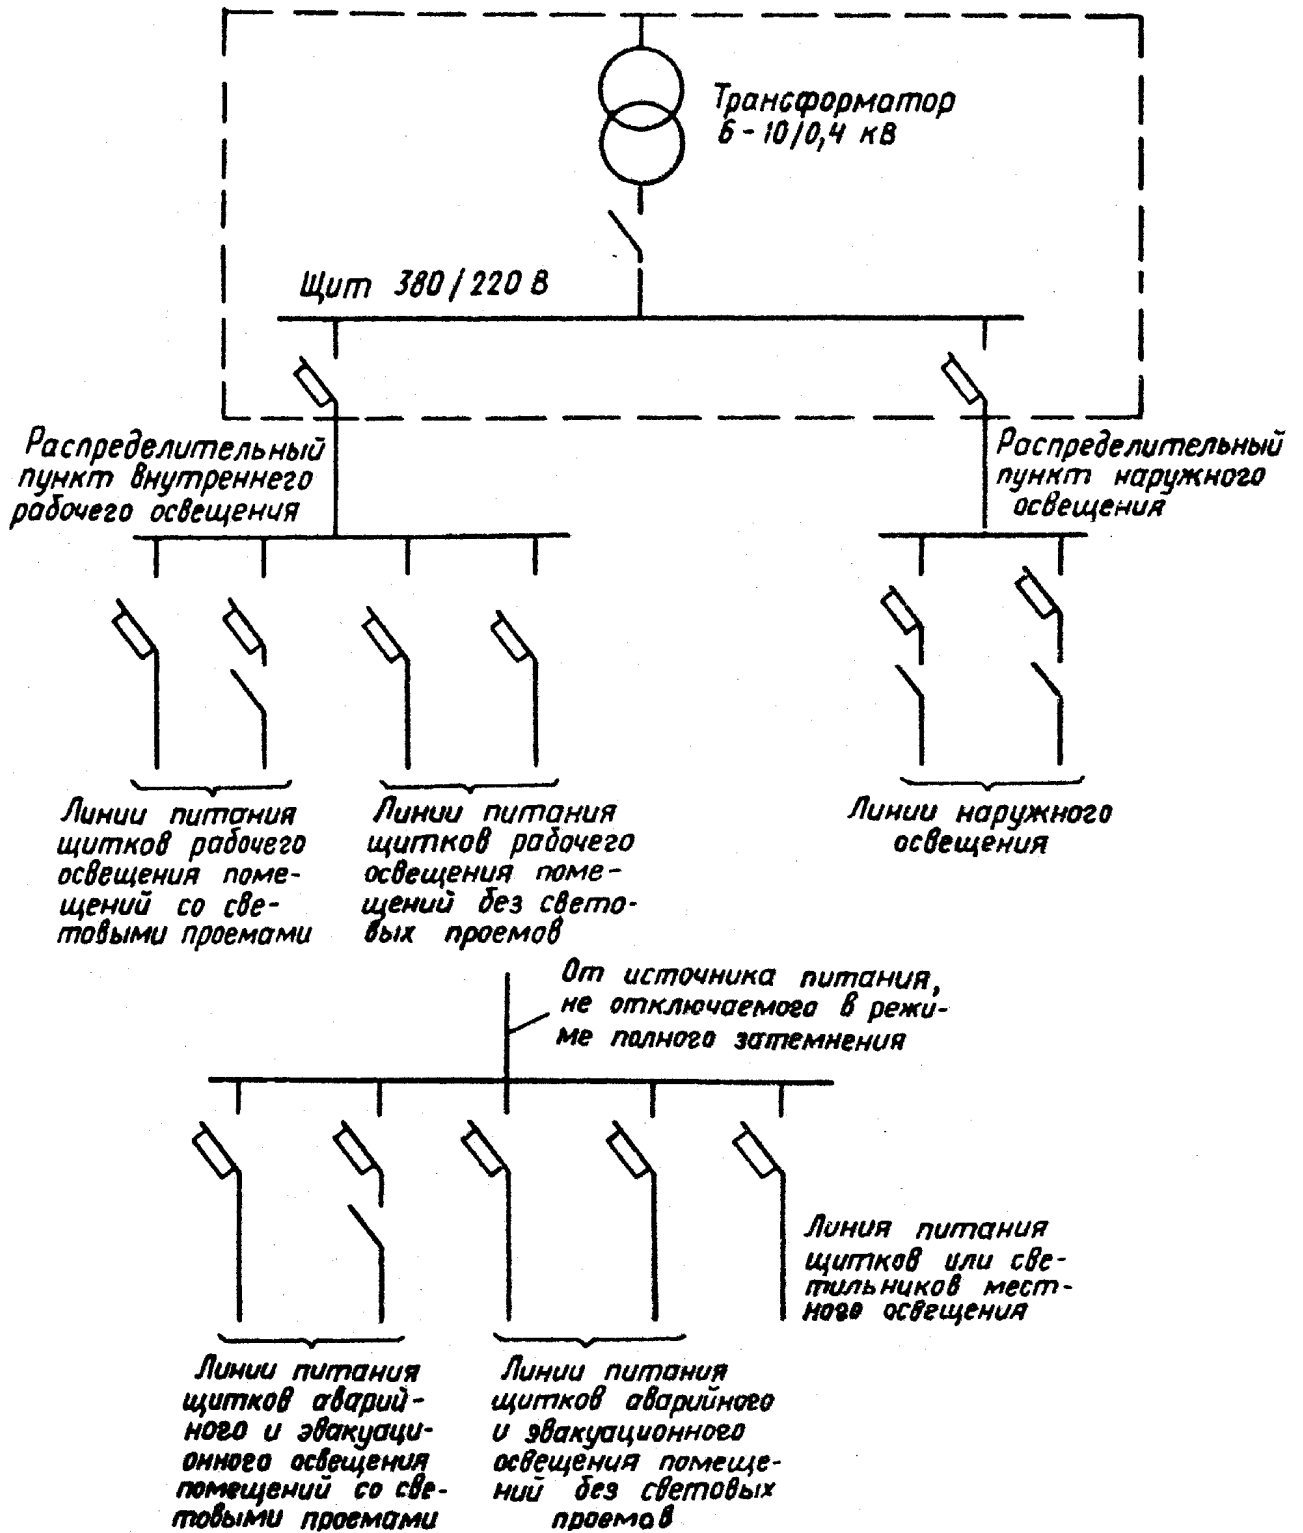 Трансформатор
6 - 10/0,4 кВ
Щит 380/220 В
Распределительный
пункт внутреннего
рабочего освещения
Распределительный
пункт наружного
освещения
Линии питания
щитков рабочего
освещения поме-
щений со све-
товыми проемами
Линии питания
щитков рабочего
освещения поме-
щений без свето-
вых проемов
Линии наружного
освещения
От источника питания,
не отключаемого в режи-
ме полного затемнения
Линия питания
щитков или све-
тильников мест-
ного освещения
Линии питания
щитков аварий-
ного и эвакуаци-
онного освещения
помещений со све-
товыми проемами
Линии питания
щитков аварийного
и эвакуационного
освещения помеще-
ний без световых
проемов